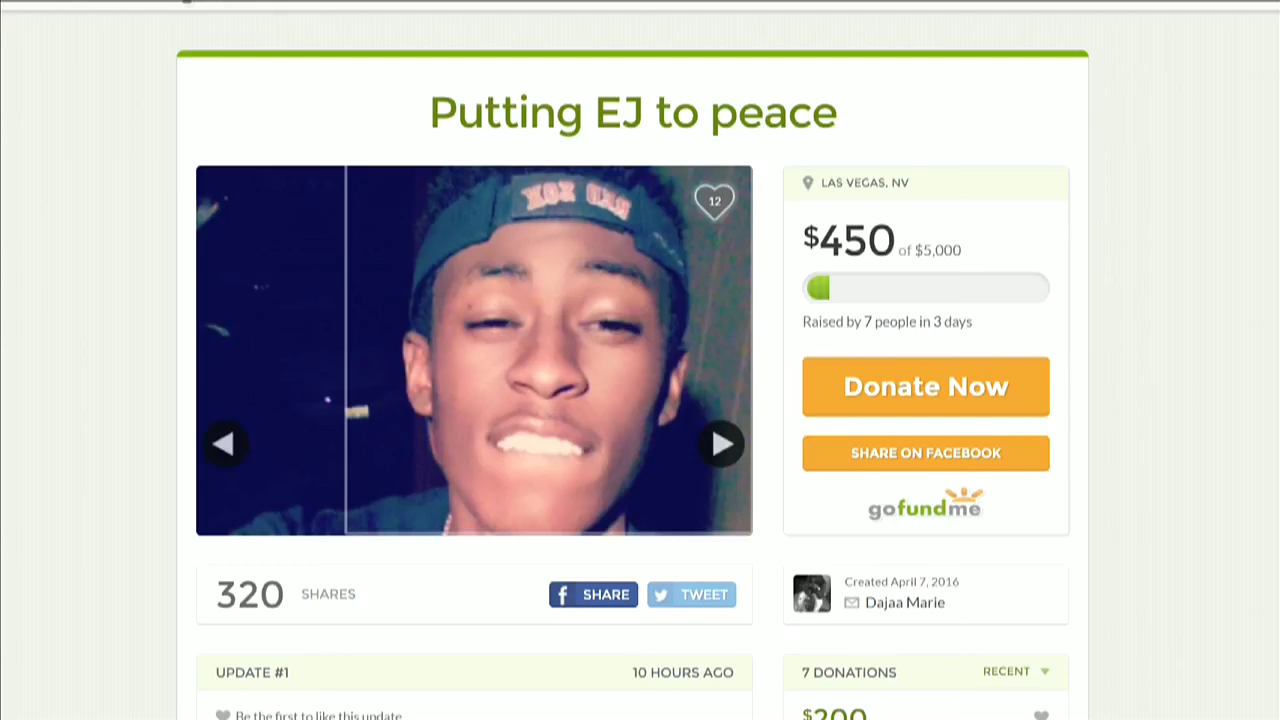 Putting EJ to peace
12
LAS VEGAS, NV
$450 of $5,000
Raised by 7 people in 3 days
Donate Now
SHARE ON FACEBOOK
gofundme
320 SHARES
SHARE
TWEET
Created April 7, 2016
Dajaa Marie
UPDATE #1
10 HOURS AGO
7 DONATIONS
RECENT
Be the first to like this update
$200